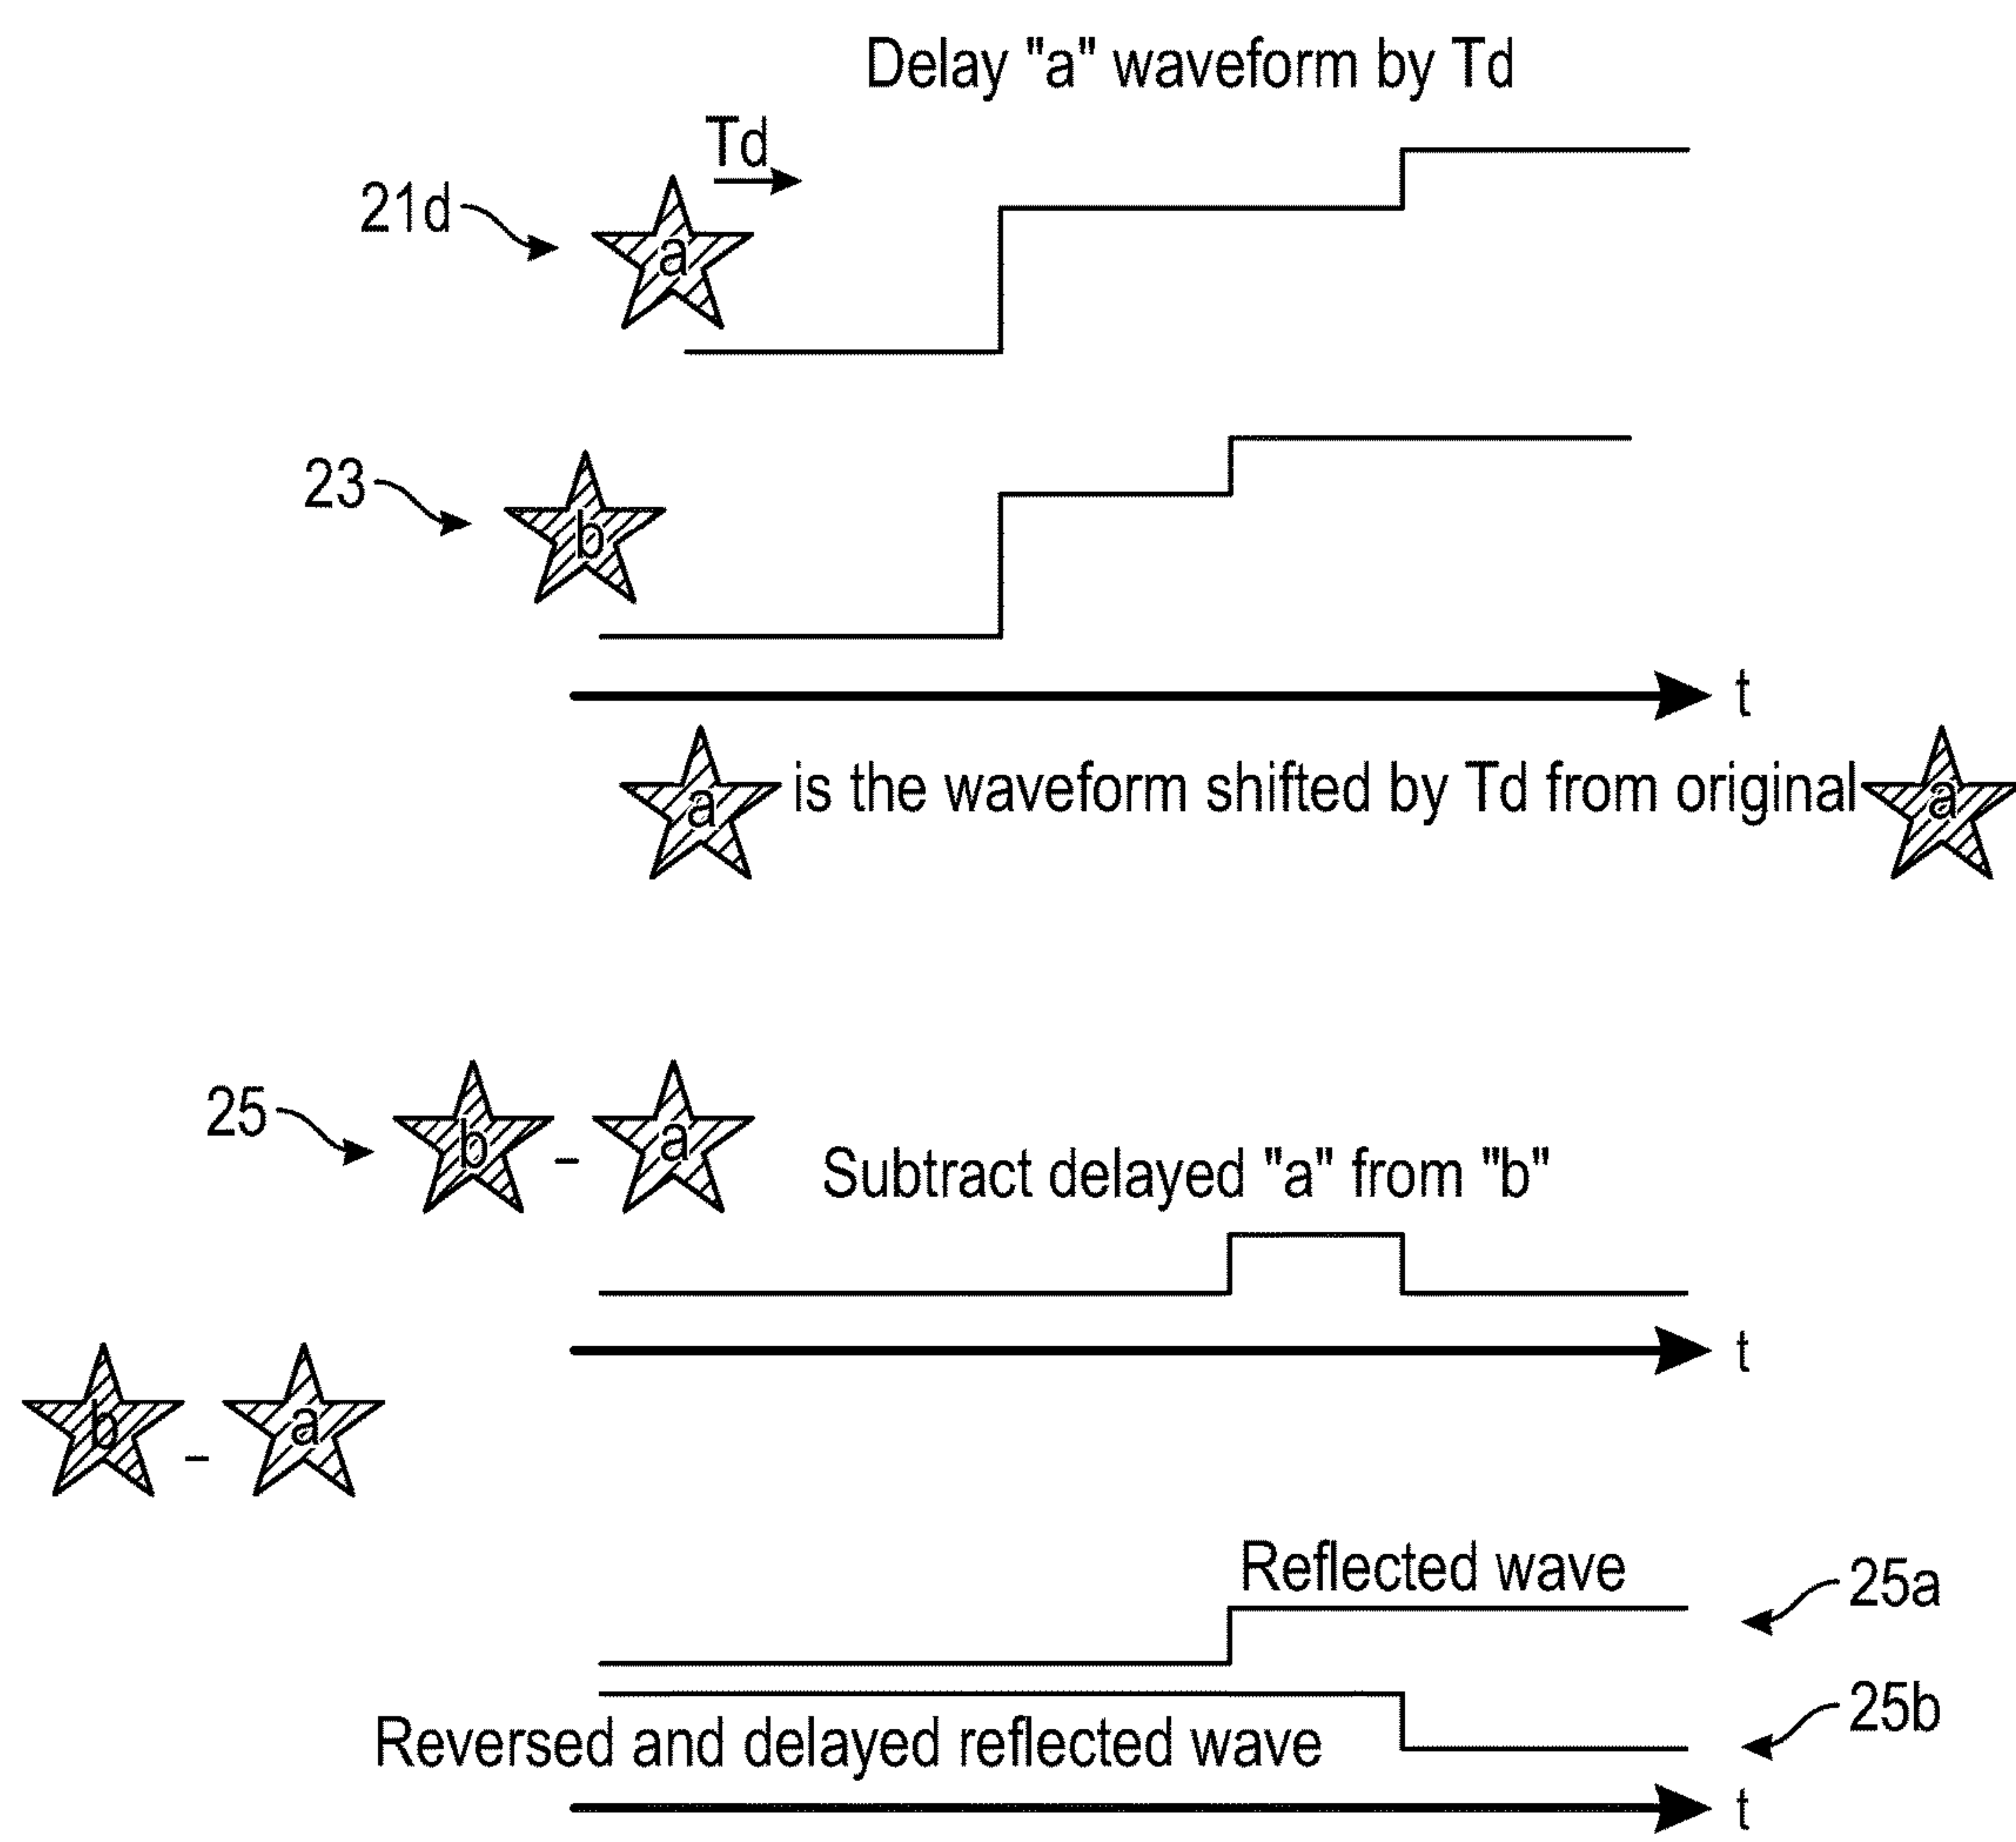 Delay "a" waveform by Td
Td
21d
a
23
b
t
a is the waveform shifted by Td from original a
25
b - a
Subtract delayed "a" from "b"
t
b - a
Reflected wave
25a
25b
Reversed and delayed reflected wave
t